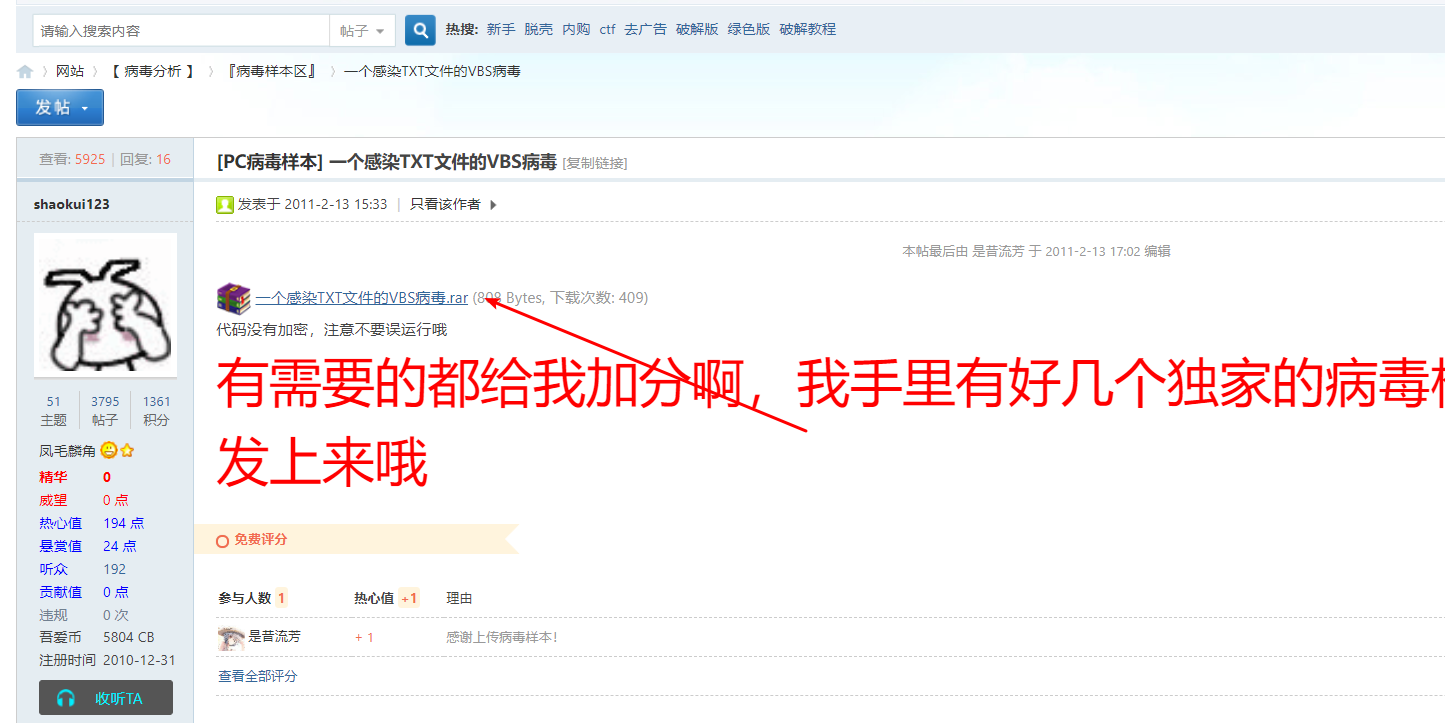 请输入搜索内容 帖子 热搜: 新手 脱壳 内购 ctf 去广告 破解版 绿色版 破解教程
网站 【 病毒分析 】 『病毒样本区』 一个感染TXT文件的VBS病毒
发帖
查看: 5925 | 回复: 16
[PC病毒样本] 一个感染TXT文件的VBS病毒 [复制链接]
shaokui123
发表于 2011-2-13 15:33 | 只看该作者
本帖最后由 是昔流芳 于 2011-2-13 17:02 编辑
一个感染TXT文件的VBS病毒.rar (808 Bytes, 下载次数: 409)
代码没有加密，注意不要误运行哦
有需要的都给我加分啊，我手里有好几个独家的病毒
发上来哦
51 3795 1361
主题 帖子 积分
凤毛麟角
精华 0
威望 0 点
热心值 194 点
悬赏值 24 点
听众 192
贡献值 0 点
违规 0 次
吾爱币 5804 CB
注册时间 2010-12-31
收听TA
免费评分
参与人数 1 热心值 +1 理由
是昔流芳 + 1 感谢上传病毒样本!
查看全部评分